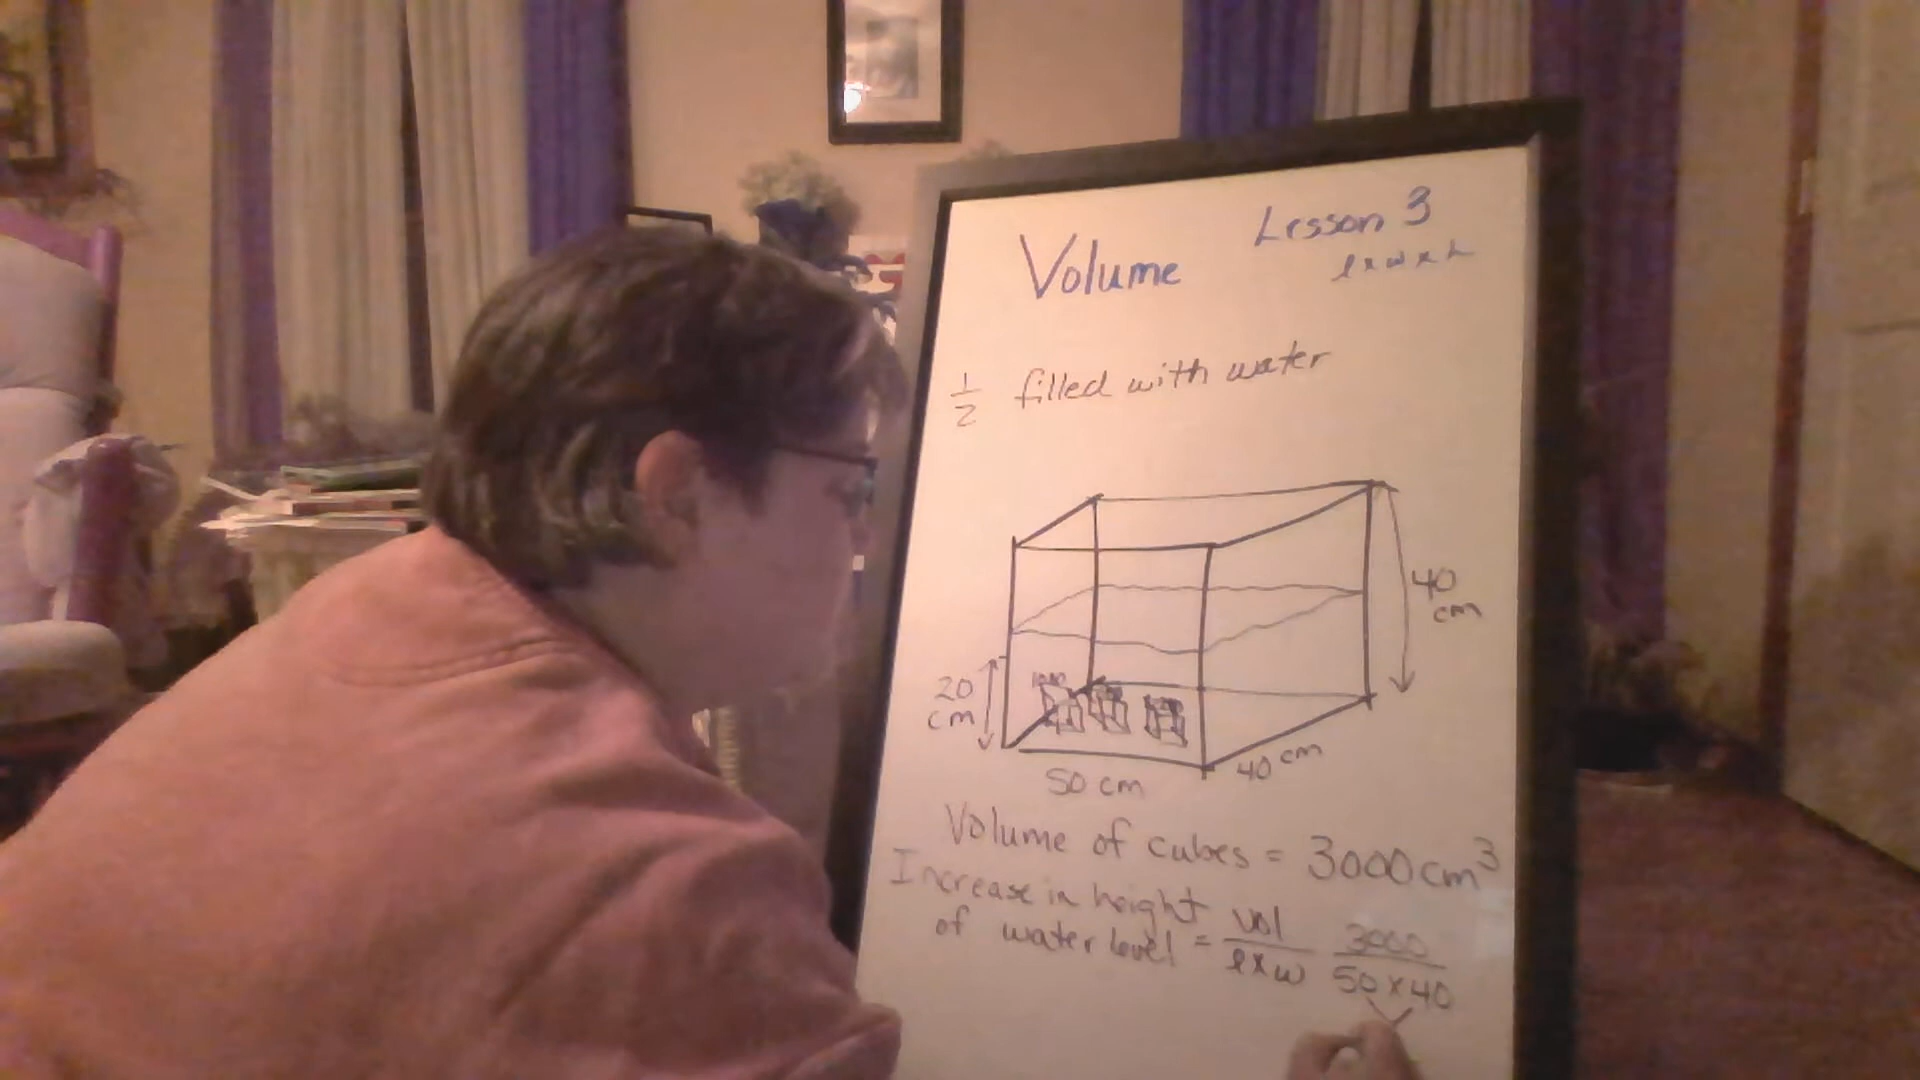 Lesson 3
Volume
l x w x h
1/2 filled with water
40
cm
20
cm
50 cm
40 cm
Volume of cubes = 3000 cm³
Increase in height
of water level = vol/l x w 3000/50 x 40